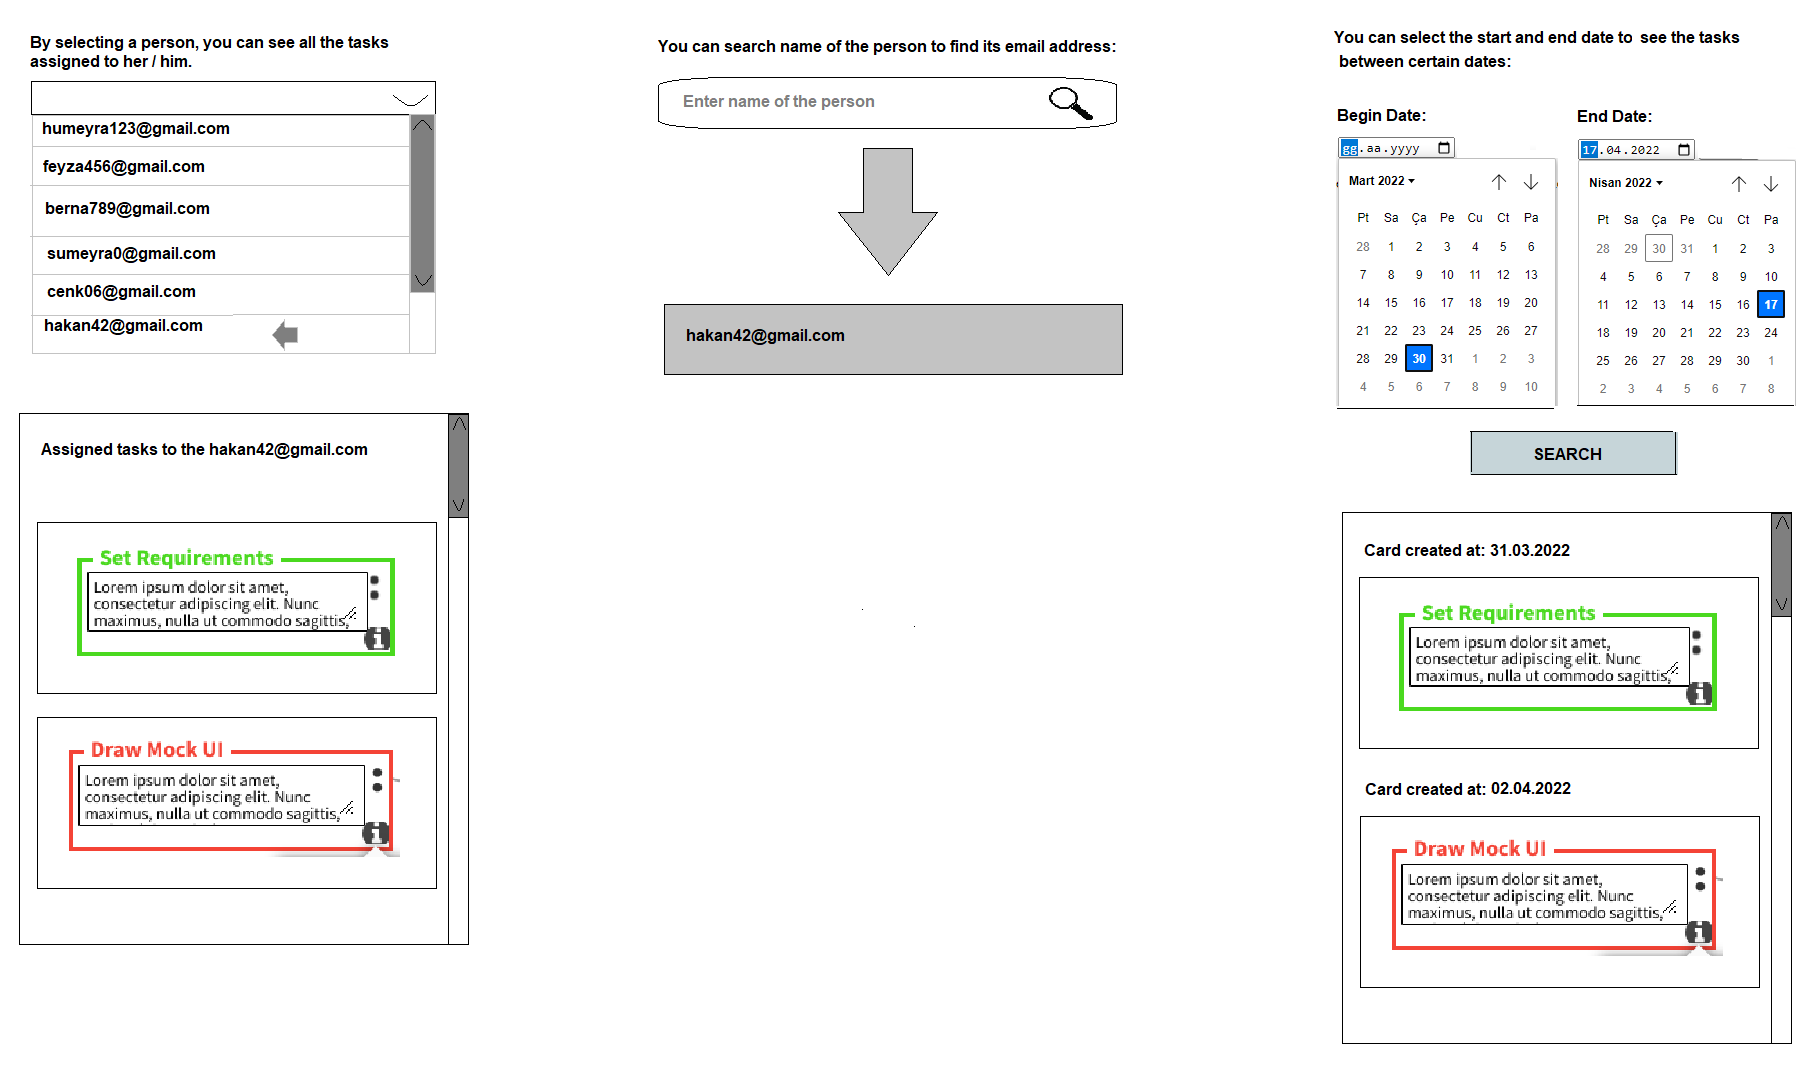 By selecting a person, you can see all the tasks
assigned to her / him.
humeyra123@gmail.com
feyza456@gmail.com
berna789@gmail.com
sumeyra0@gmail.com
cenk06@gmail.com
hakan42@gmail.com
Assigned tasks to the hakan42@gmail.com
Set Requirements
Lorem ipsum dolor sit amet,
consectetur adipiscing elit. Nunc
maximus, nulla ut commodo sagittis,
Draw Mock UI
Lorem ipsum dolor sit amet,
consectetur adipiscing elit. Nunc
maximus, nulla ut commodo sagittis,
You can search name of the person to find its email address:
Enter name of the person
hakan42@gmail.com
You can select the start and end date to see the tasks
between certain dates:
Begin Date:
gg.aa.yyyy
Mart 2022
Pt Sa Ça Pe Cu Ct Pa
28 1 2 3 4 5 6
7 8 9 10 11 12 13
14 15 16 17 18 19 20
21 22 23 24 25 26 27
28 29 30 31 1 2 3
4 5 6 7 8 9 10
End Date:
17.04.2022
Nisan 2022
Pt Sa Ça Pe Cu Ct Pa
28 29 30 31 1 2 3
4 5 6 7 8 9 10
11 12 13 14 15 16 17
18 19 20 21 22 23 24
25 26 27 28 29 30 1
2 3 4 5 6 7 8
SEARCH
Card created at: 31.03.2022
Set Requirements
Lorem ipsum dolor sit amet,
consectetur adipiscing elit. Nunc
maximus, nulla ut commodo sagittis,
Card created at: 02.04.2022
Draw Mock UI
Lorem ipsum dolor sit amet,
consectetur adipiscing elit. Nunc
maximus, nulla ut commodo sagittis,